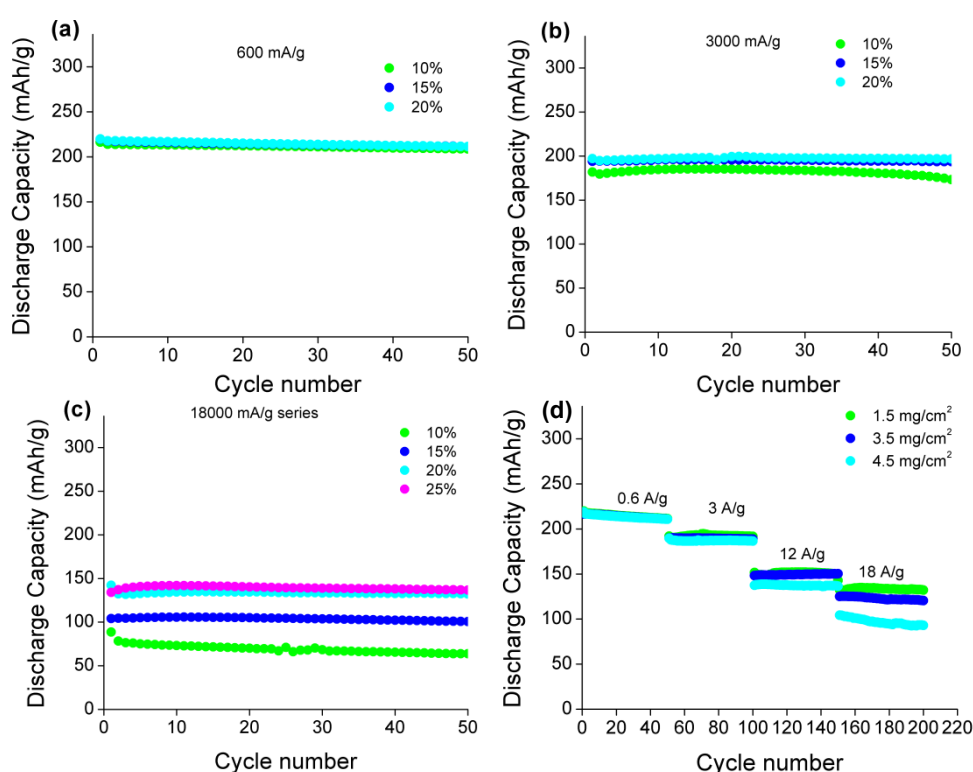 (a)
600 mA/g
10%
15%
20%
Discharge Capacity (mAh/g)
300
250
200
150
100
50
0
0 10 20 30 40 50
Cycle number
(b)
3000 mA/g
10%
15%
20%
Discharge Capacity (mAh/g)
300
250
200
150
100
50
0
0 10 20 30 40 50
Cycle number
(c)
18000 mA/g series
10%
15%
20%
25%
Discharge Capacity (mAh/g)
300
250
200
150
100
50
0
0 10 20 30 40 50
Cycle number
(d)
1.5 mg/cm²
3.5 mg/cm²
4.5 mg/cm²
0.6 A/g
3 A/g
12 A/g
18 A/g
Discharge Capacity (mAh/g)
300
250
200
150
100
50
0
0 20 40 60 80 100 120 140 160 180 200 220
Cycle number